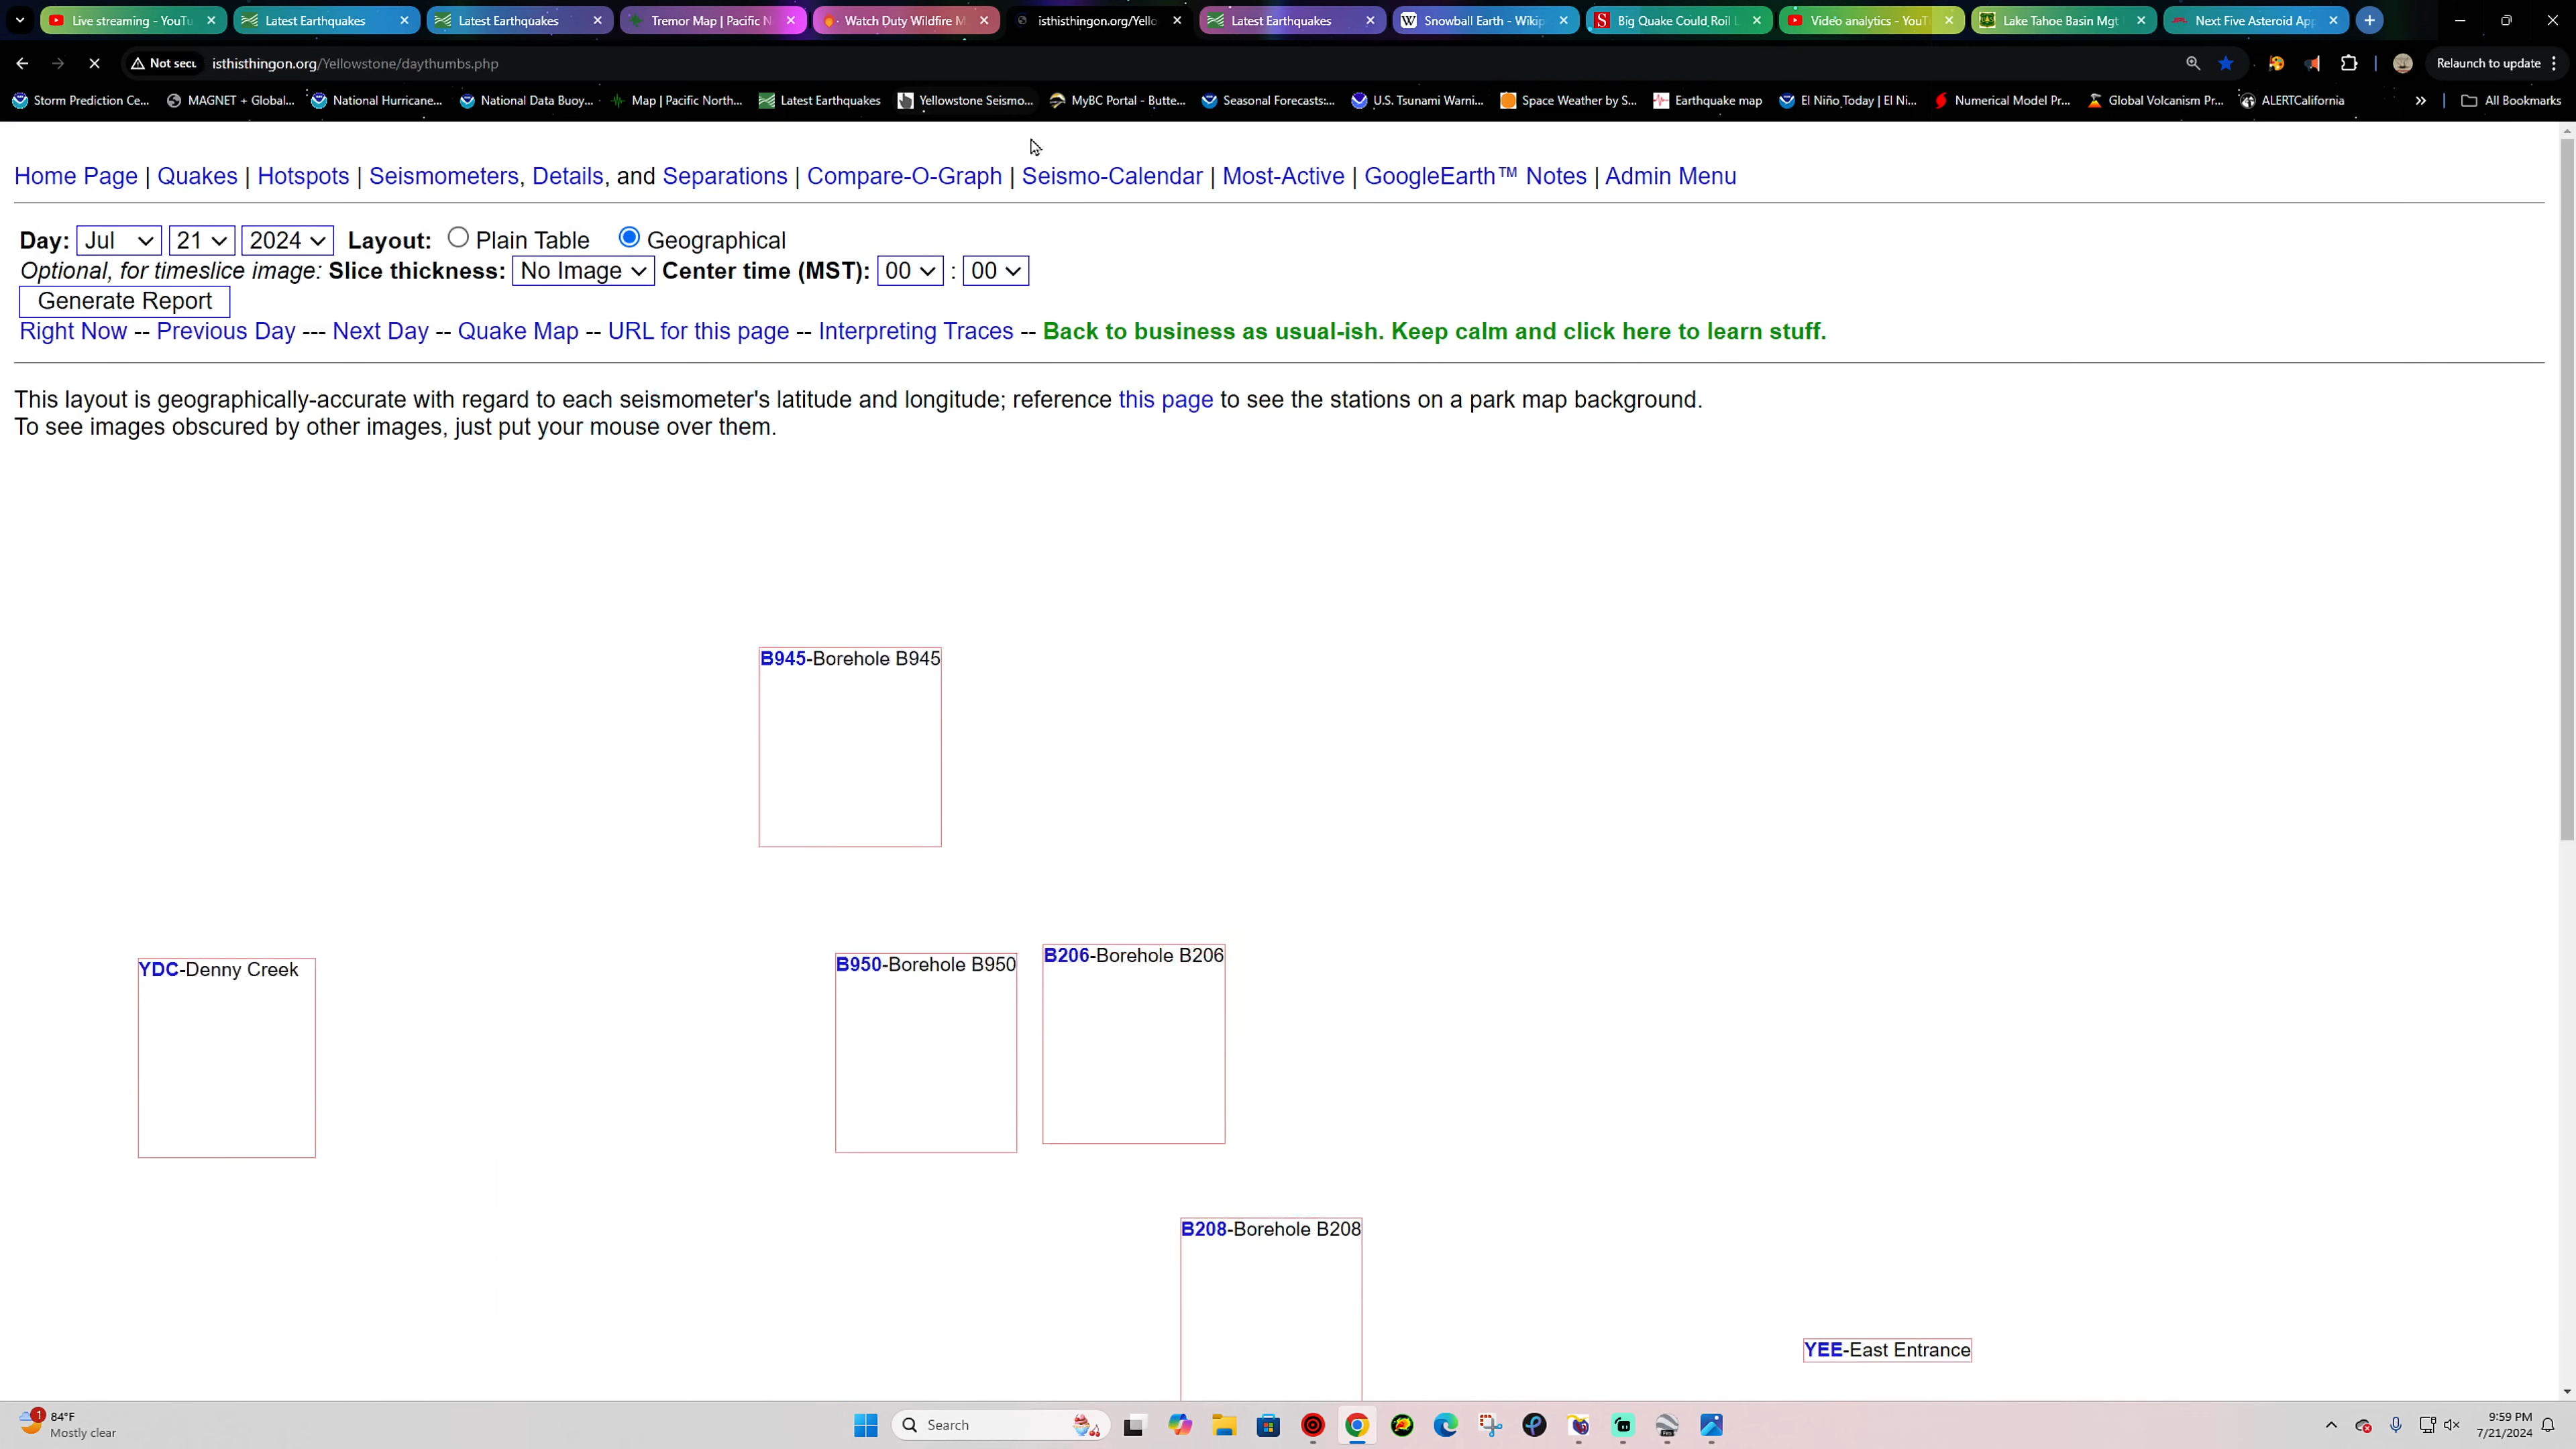 Live streaming - YouTu
Latest Earthquakes
Latest Earthquakes
Tremor Map | Pacific N
Watch Duty Wildfire M
isthisthingon.org/Yello
Latest Earthquakes
Snowball Earth - Wikip
Big Quake Could Roil L
Video analytics - YouT
Lake Tahoe Basin Mgt
Next Five Asteroid App
Not secu isthisthingon.org/Yellowstone/daythumbs.php
Relaunch to update
Storm Prediction Ce...
MAGNET + Global...
National Hurricane...
National Data Buoy...
Map | Pacific North...
Latest Earthquakes
Yellowstone Seismo...
MyBC Portal - Butte...
Seasonal Forecasts:...
U.S. Tsunami Warni...
Space Weather by S...
Earthquake map
El Niño Today | El Ni...
Numerical Model Pr...
Global Volcanism Pr...
ALERTCalifornia
All Bookmarks
Home Page | Quakes | Hotspots | Seismometers, Details, and Separations | Compare-O-Graph | Seismo-Calendar | Most-Active | GoogleEarth™ Notes | Admin Menu
Day: Jul 21 2024 Layout: Plain Table Geographical
Optional, for timeslice image: Slice thickness: No Image Center time (MST): 00 : 00
Generate Report
Right Now -- Previous Day --- Next Day -- Quake Map -- URL for this page -- Interpreting Traces -- Back to business as usual-ish. Keep calm and click here to learn stuff.
This layout is geographically-accurate with regard to each seismometer's latitude and longitude; reference this page to see the stations on a park map background.
To see images obscured by other images, just put your mouse over them.
B945-Borehole B945
YDC-Denny Creek
B950-Borehole B950
B206-Borehole B206
B208-Borehole B208
YEE-East Entrance
1
84°F
Mostly clear
Search
9:59 PM
7/21/2024